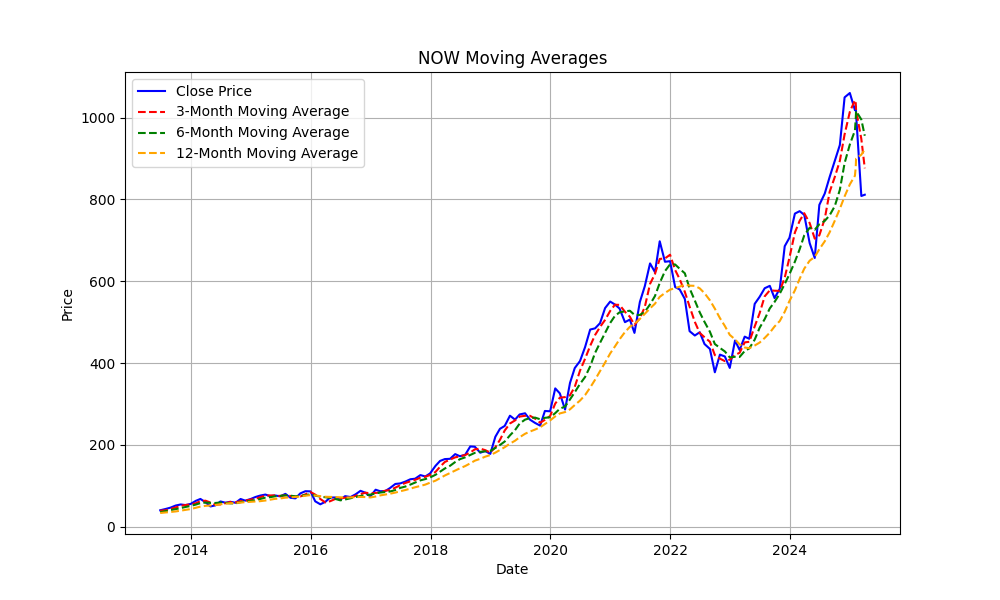 NOW Moving Averages
Close Price
3-Month Moving Average
6-Month Moving Average
12-Month Moving Average
1000
800
600
400
200
0
Price
2014 2016 2018 2020 2022 2024
Date